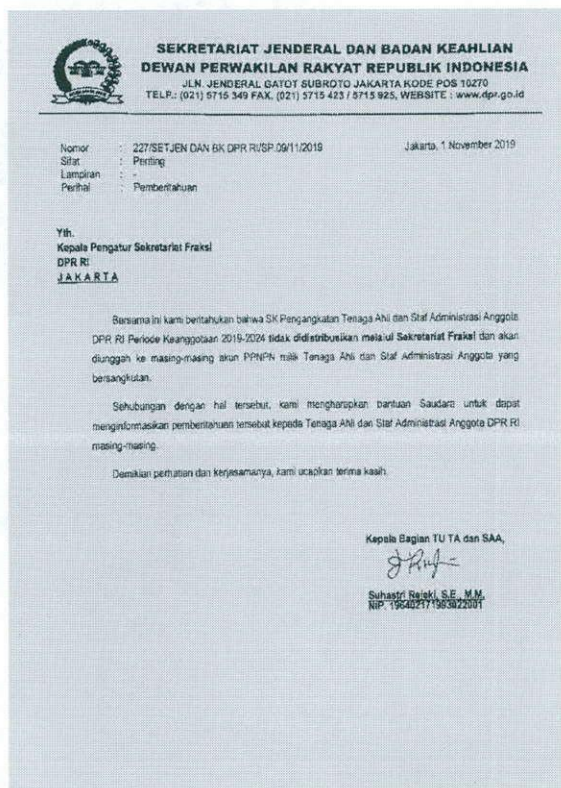 SEKRETARIAT JENDERAL DAN BADAN KEAHLIAN
DEWAN PERWAKILAN RAKYAT REPUBLIK INDONESIA
JLN. JENDERAL GATOT SUBROTO JAKARTA KODE POS 10270
TELP.: (021) 5715 349 FAX. (021) 5715 423 / 5715 925, WEBSITE : www.dpr.go.id
Nomor : 227/SETJEN DAN BK DPR RI/SP.09/11/2019 Jakarta, 1 November 2019
Sifat : Penting
Lampiran : -
Perihal : Pemberitahuan
Yth.
Kepala Pengatur Sekretariat Fraksi
DPR RI
JAKARTA
Bersama ini kami beritahukan bahwa SK Pengangkatan Tenaga Ahli dan Staf Administrasi Anggota
DPR RI Periode Keanggotaan 2019-2024 tidak didistribusikan melalui Sekretariat Fraksi dan akan
diunggah ke masing-masing akun PPNPN milik Tenaga Ahli dan Staf Administrasi Anggota yang
bersangkutan.
Sehubungan dengan hal tersebut, kami mengharapkan bantuan Saudara untuk dapat
menginformasikan pemberitahuan tersebut kepada Tenaga Ahli dan Staf Administrasi Anggota DPR RI
masing-masing.
Demikian perhatian dan kerjasamanya, kami ucapkan terima kasih.
Kepala Bagian TU TA dan SAA,
Suhastri Rejeki, S.E., M.M.
NIP. 196402171993022001